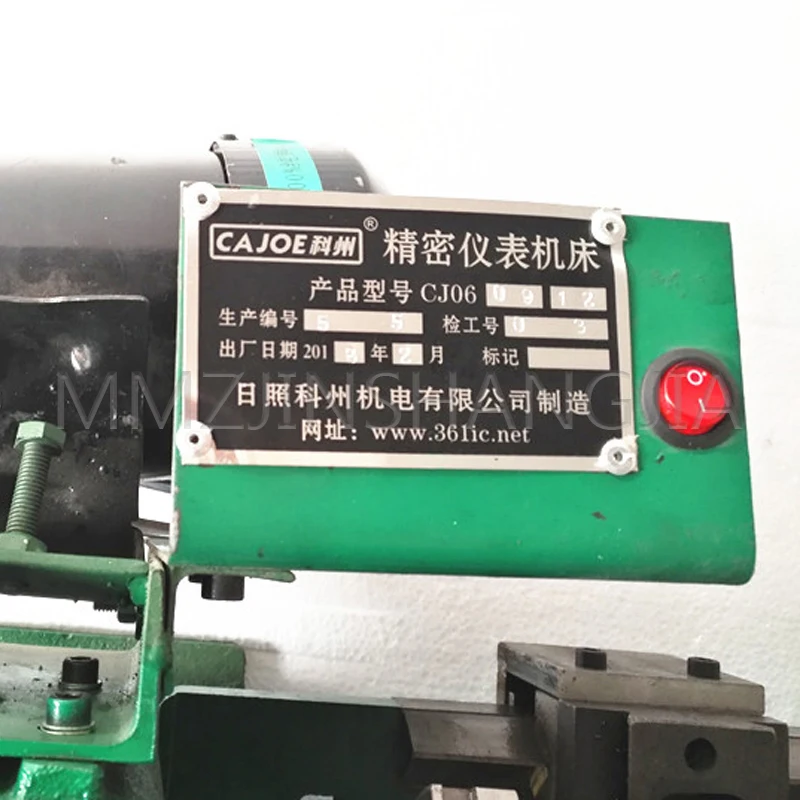 CAJOE科州® 精密仪表机床
产品型号 CJ06 0912
生产编号 5 5 检工号 0 3
出厂日期 2018 年 2 月 标记
日照科州机电有限公司制造
网址：www.361ic.net
MMZJINSHANGJIA